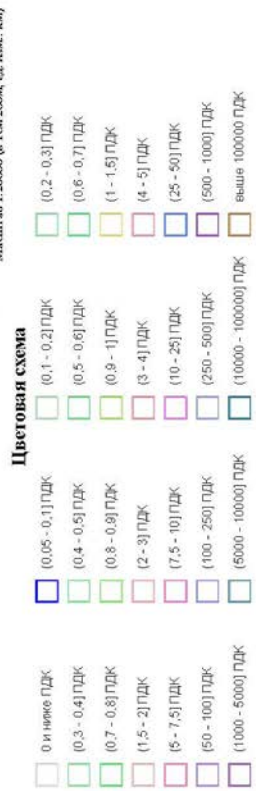 Цветовая схема
0 и ниже ПДК (0,05 - 0,1] ПДК (0,1 - 0,2] ПДК (0,2 - 0,3] ПДК
(0,3 - 0,4] ПДК (0,4 - 0,5] ПДК (0,5 - 0,6] ПДК (0,6 - 0,7] ПДК
(0,7 - 0,8] ПДК (0,8 - 0,9] ПДК (0,9 - 1] ПДК (1 - 1,5] ПДК
(1,5 - 2] ПДК (2 - 3] ПДК (3 - 4] ПДК (4 - 5] ПДК
(5 - 7,5] ПДК (7,5 - 10] ПДК (10 - 25] ПДК (25 - 50] ПДК
(50 - 100] ПДК (100 - 250] ПДК (250 - 500] ПДК (500 - 1000] ПДК
(1000 - 5000] ПДК (5000 - 10000] ПДК (10000 - 100000] ПДК выше 100000 ПДК